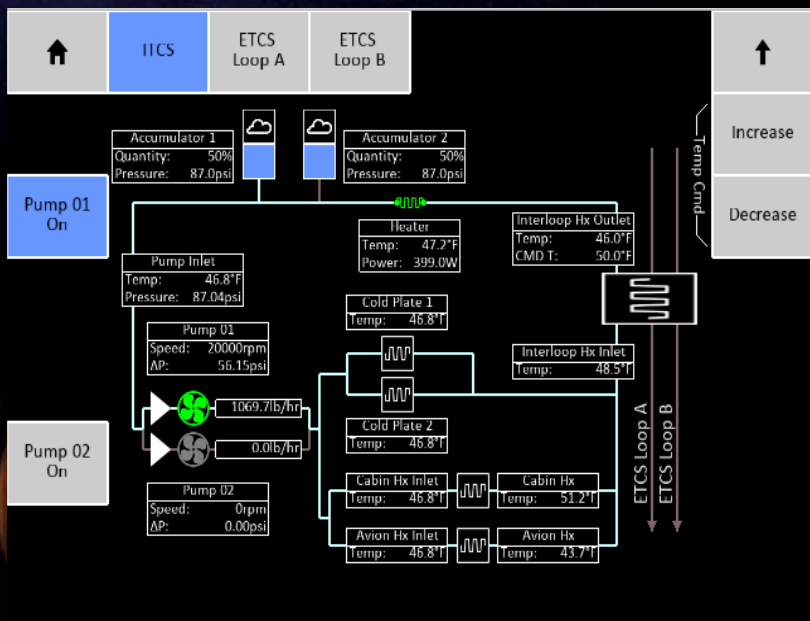 ITCS
ETCS
Loop A
ETCS
Loop B
Increase
Temp Cmd
Decrease
Pump 01
On
Accumulator 1
Quantity: 50%
Pressure: 87.0psi
Accumulator 2
Quantity: 50%
Pressure: 87.0psi
Heater
Temp: 47.2°F
Power: 399.0W
Interloop Hx Outlet
Temp: 46.0°F
CMD T: 50.0°F
Pump Inlet
Temp: 46.8°F
Pressure: 87.04psi
Cold Plate 1
Temp: 46.8°F
Pump 01
Speed: 20000rpm
ΔP: 56.15psi
Interloop Hx Inlet
Temp: 48.5°F
1069.7lb/hr
Cold Plate 2
Temp: 46.8°F
0.0lb/hr
Pump 02
On
ETCS Loop A
ETCS Loop B
Pump 02
Speed: 0rpm
ΔP: 0.00psi
Cabin Hx Inlet
Temp: 46.8°F
Cabin Hx
Temp: 51.2°F
Avion Hx Inlet
Temp: 46.8°F
Avion Hx
Temp: 43.7°F